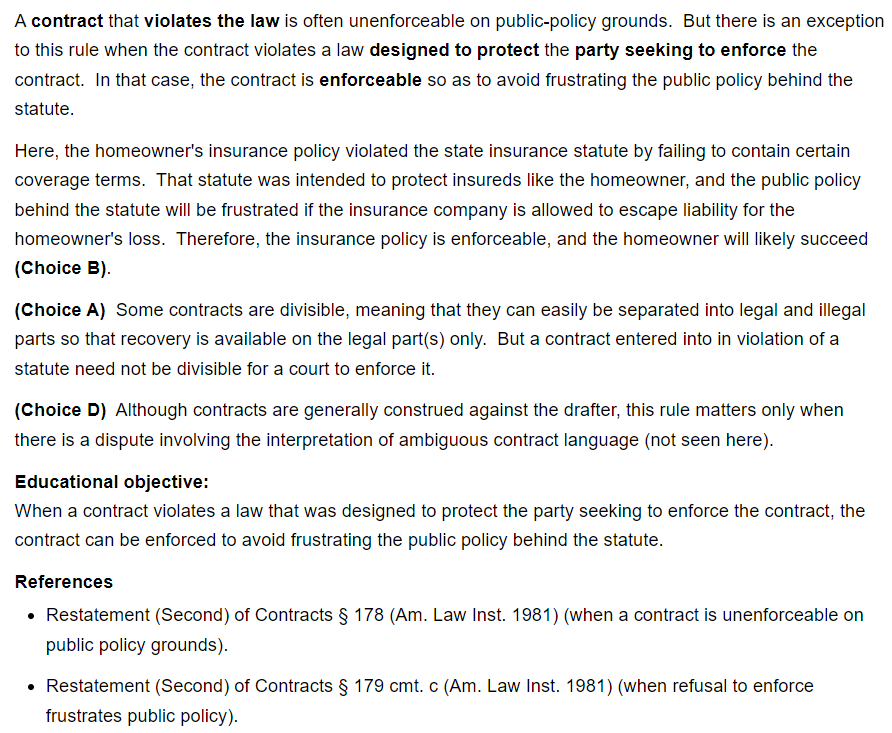 A contract that violates the law is often unenforceable on public-policy grounds.  But there is an exception
to this rule when the contract violates a law designed to protect the party seeking to enforce the
contract.  In that case, the contract is enforceable so as to avoid frustrating the public policy behind the
statute.
Here, the homeowner's insurance policy violated the state insurance statute by failing to contain certain
coverage terms.  That statute was intended to protect insureds like the homeowner, and the public policy
behind the statute will be frustrated if the insurance company is allowed to escape liability for the
homeowner's loss.  Therefore, the insurance policy is enforceable, and the homeowner will likely succeed
(Choice B).
(Choice A)  Some contracts are divisible, meaning that they can easily be separated into legal and illegal
parts so that recovery is available on the legal part(s) only.  But a contract entered into in violation of a
statute need not be divisible for a court to enforce it.
(Choice D)  Although contracts are generally construed against the drafter, this rule matters only when
there is a dispute involving the interpretation of ambiguous contract language (not seen here).
Educational objective:
When a contract violates a law that was designed to protect the party seeking to enforce the contract, the
contract can be enforced to avoid frustrating the public policy behind the statute.
References
• Restatement (Second) of Contracts § 178 (Am. Law Inst. 1981) (when a contract is unenforceable on
public policy grounds).
• Restatement (Second) of Contracts § 179 cmt. c (Am. Law Inst. 1981) (when refusal to enforce
frustrates public policy).